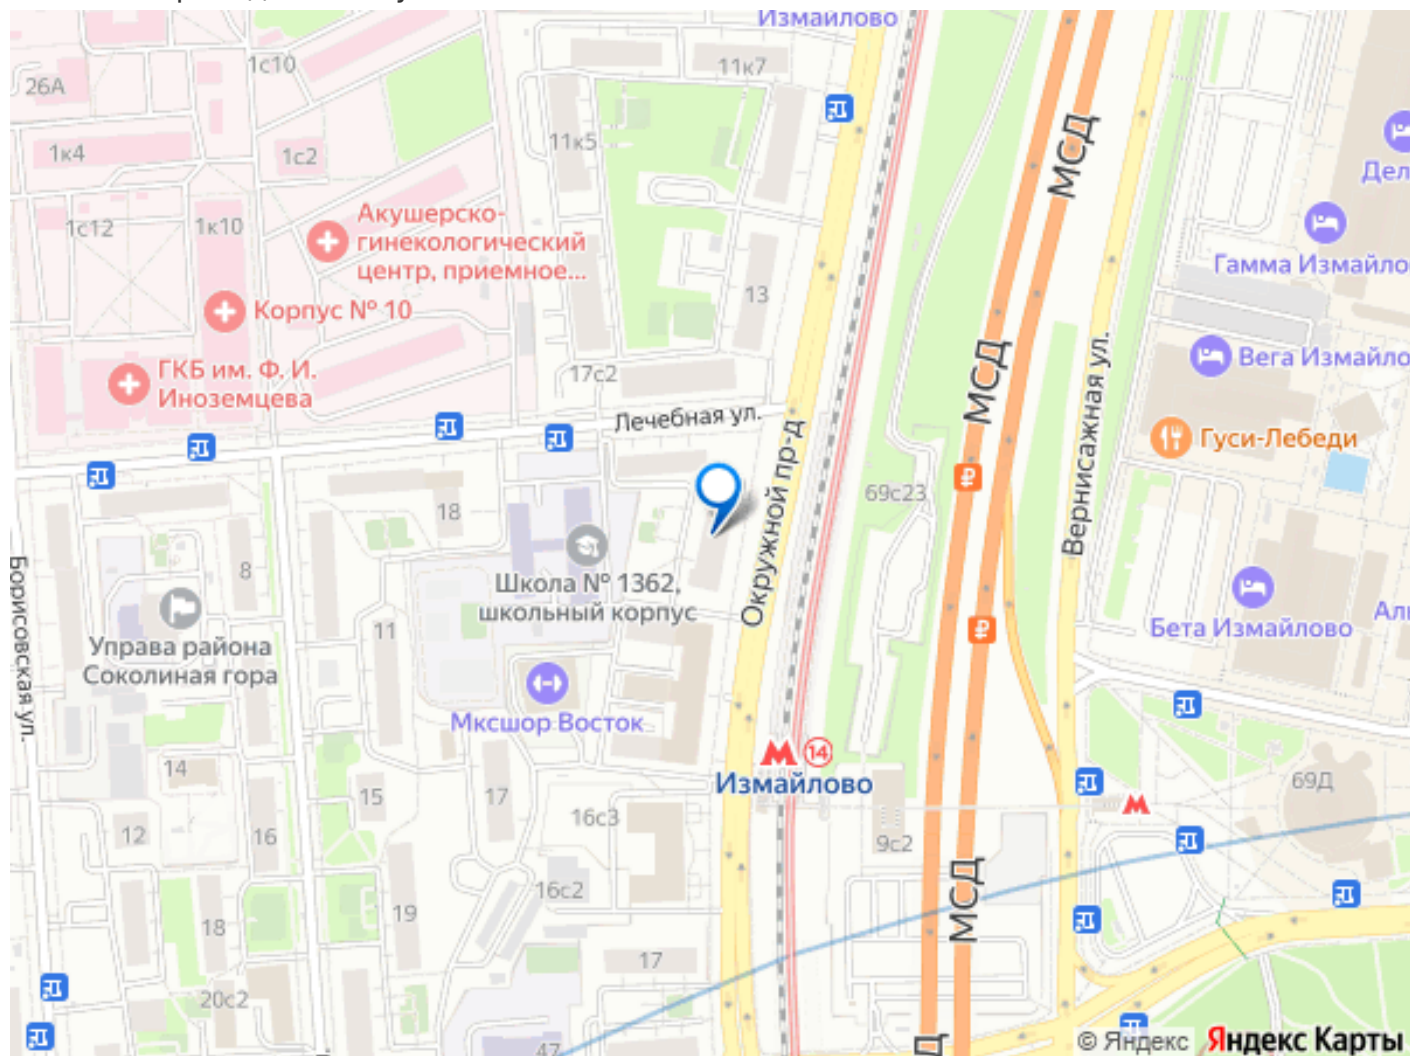 Измайлово
26А
1с10
11к7
1к4
1с2
11к5
МСД
Дел
1с12
1к10
Акушерско-
гинекологический
центр, приемное...
Гамма Измайло
Корпус № 10
13
ГКБ им. Ф. И.
Иноземцева
17с2
МСД
Вернисажная ул.
Вега Измайло
Лечебная ул.
Гуси-Лебеди
18
Окружной пр-д
69с23
8
Школа № 1362,
школьный корпус
Борисовская ул.
Управа района
Соколиная гора
11
Бета Измайлово
Ал
Мксшор Восток
14
Измайлово
14
15
17
16с3
69Д
12
16
9с2
16с2
МСД
18
19
17
20с2
47
Д
© Яндекс
Яндекс Карты